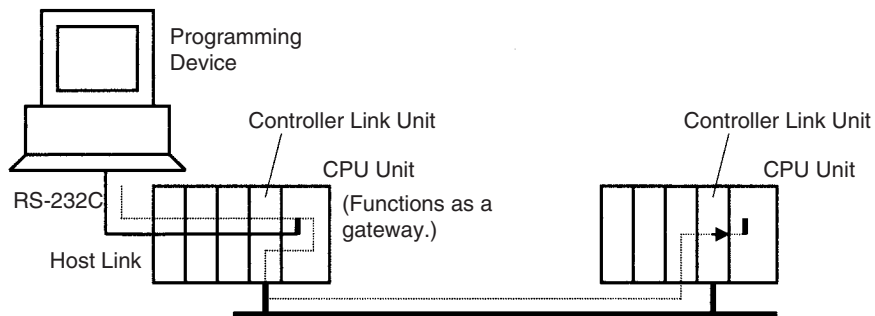 Programming
Device
Controller Link Unit
CPU Unit
RS-232C
(Functions as a
gateway.)
Host Link
Controller Link Unit
CPU Unit